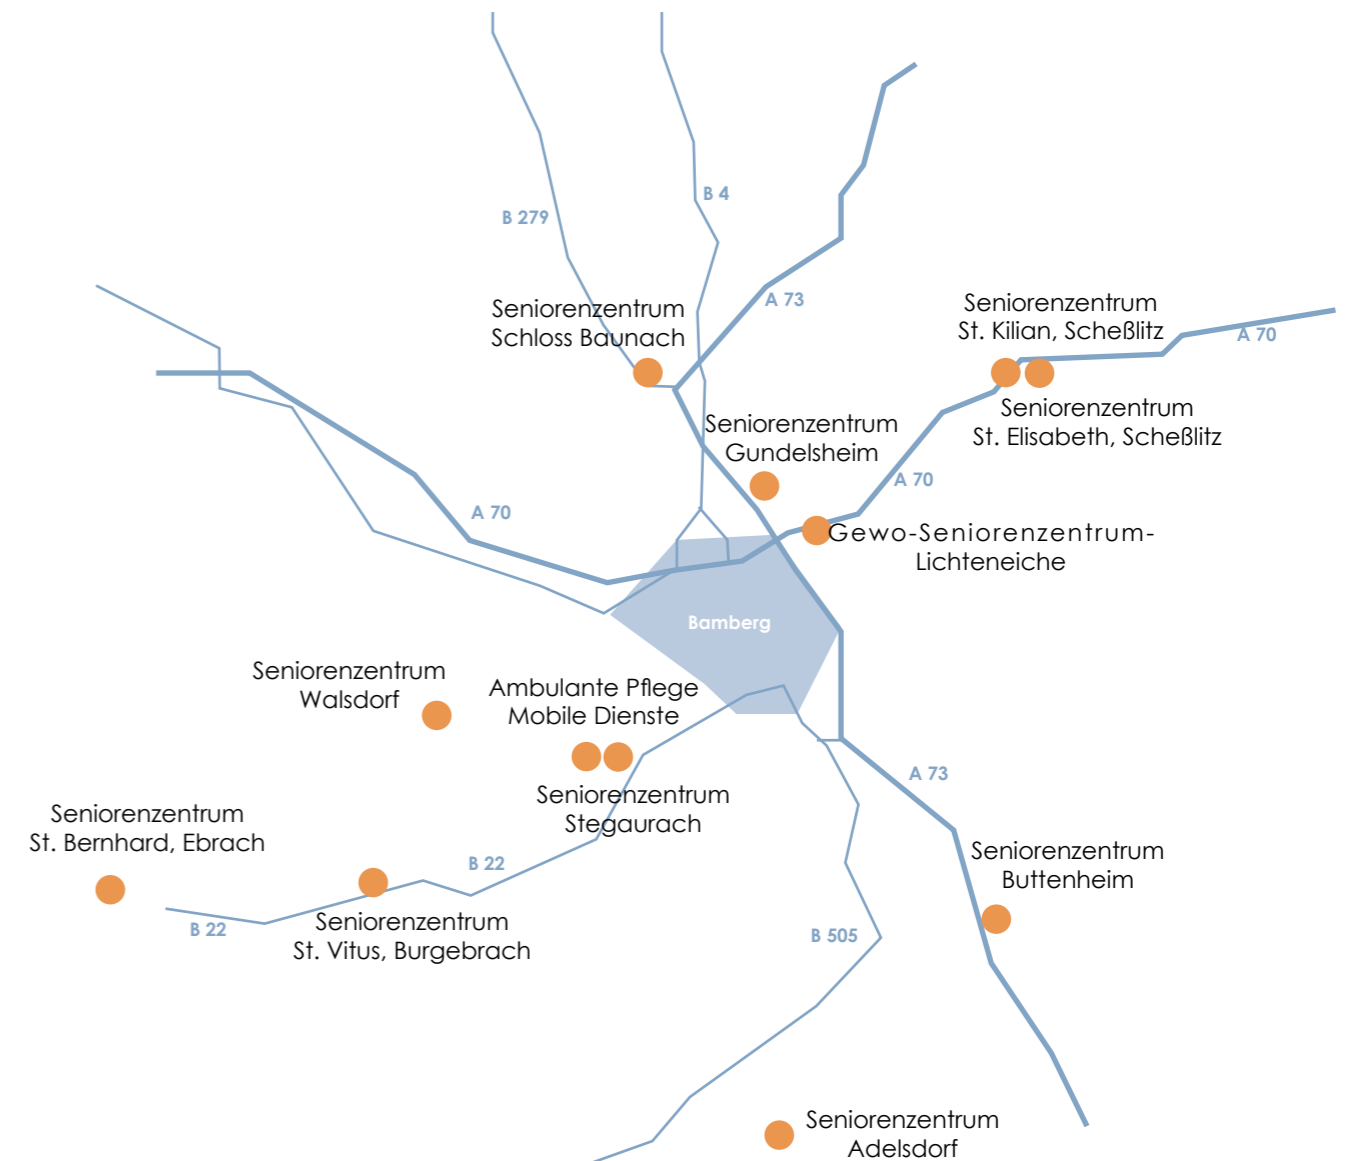 B 4
B 279
A 73
Seniorenzentrum
Schloss Baunach
Seniorenzentrum
St. Kilian, Scheßlitz
A 70
Seniorenzentrum
St. Elisabeth, Scheßlitz
Seniorenzentrum
Gundelsheim
A 70
A 70
Gewo-Seniorenzentrum-
Lichteneiche
Bamberg
Seniorenzentrum
Walsdorf
Ambulante Pflege
Mobile Dienste
Seniorenzentrum
Stegaurach
A 73
Seniorenzentrum
St. Bernhard, Ebrach
B 22
Seniorenzentrum
Buttenheim
B 22
Seniorenzentrum
St. Vitus, Burgebrach
B 505
Seniorenzentrum
Adelsdorf